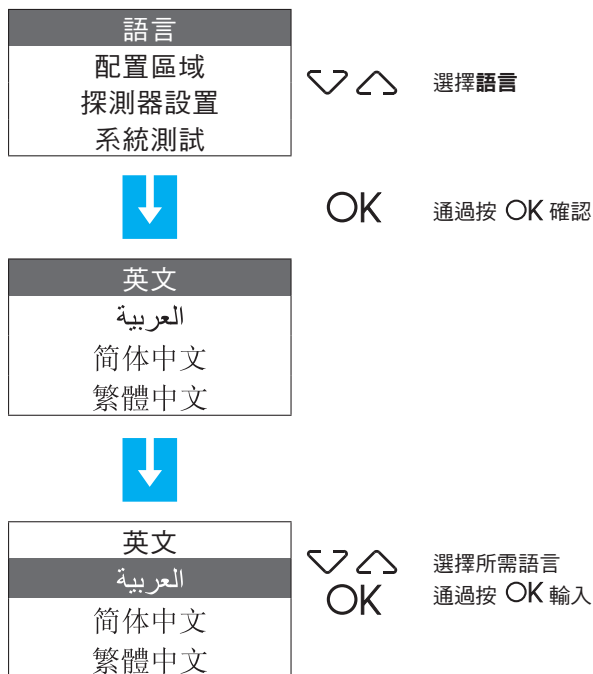 語言
配置區域
探測器設置
系統測試
選擇語言
OK 通過按 OK 確認
英文
العربية
简体中文
繁體中文
英文
العربية
简体中文
繁體中文
選擇所需語言
OK 通過按 OK 輸入